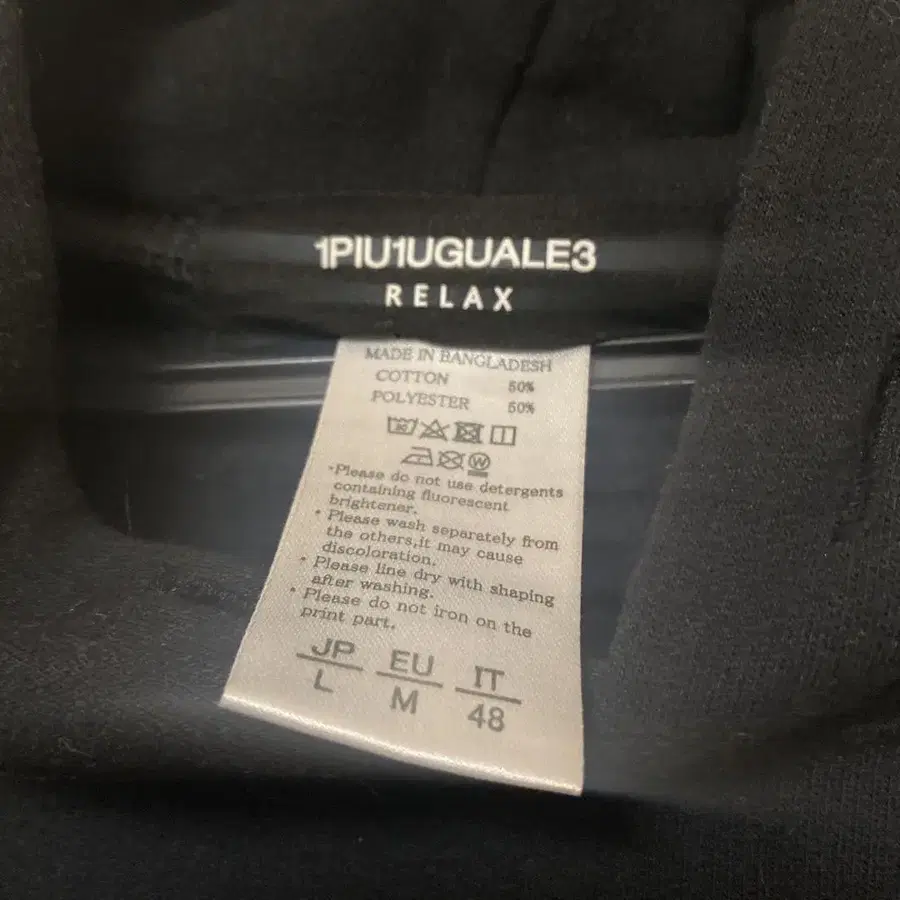 1PIU1UGUALE3
RELAX
MADE IN BANGLADESH
COTTON 50%
POLYESTER 50%
W
•Please do not use detergents
containing fluorescent
brightener.
• Please wash separately from
the others,it may cause
discoloration.
• Please line dry with shaping
after washing.
• Please do not iron on the
print part.
JP EU IT
L M 48